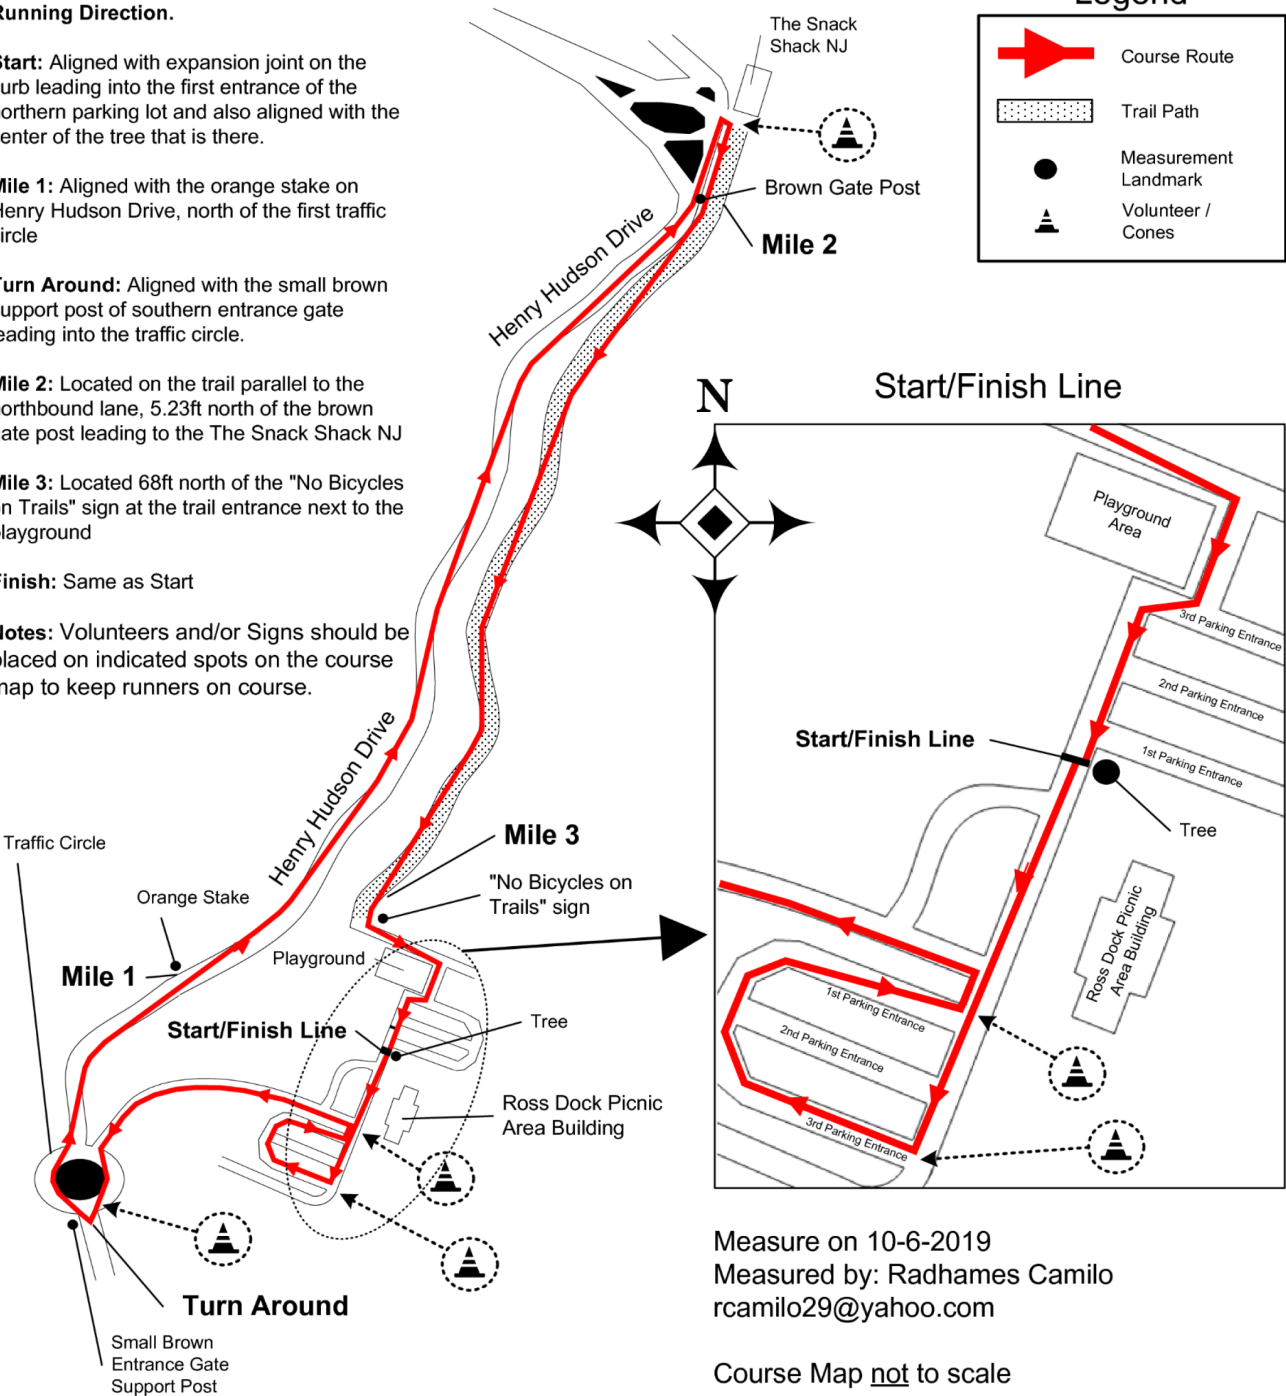 Running Direction.
Start: Aligned with expansion joint on the
curb leading into the first entrance of the
northern parking lot and also aligned with the
center of the tree that is there.
Mile 1: Aligned with the orange stake on
Henry Hudson Drive, north of the first traffic
circle
Turn Around: Aligned with the small brown
support post of southern entrance gate
leading into the traffic circle.
Mile 2: Located on the trail parallel to the
northbound lane, 5.23ft north of the brown
gate post leading to the The Snack Shack NJ
Mile 3: Located 68ft north of the "No Bicycles
on Trails" sign at the trail entrance next to the
playground
Finish: Same as Start
Notes: Volunteers and/or Signs should be
placed on indicated spots on the course
map to keep runners on course.
The Snack
Shack NJ
Brown Gate Post
Mile 2
Henry Hudson Drive
Legend
Course Route
Trail Path
Measurement
Landmark
Volunteer /
Cones
N
Henry Hudson Drive
Traffic Circle
Orange Stake
Mile 1
Mile 3
"No Bicycles on
Trails" sign
Playground
Start/Finish Line
Tree
Ross Dock Picnic
Area Building
Turn Around
Small Brown
Entrance Gate
Support Post
Start/Finish Line
Playground
Area
3rd Parking Entrance
2nd Parking Entrance
1st Parking Entrance
Start/Finish Line
Tree
Ross Dock Picnic
Area Building
1st Parking Entrance
2nd Parking Entrance
3rd Parking Entrance
Measure on 10-6-2019
Measured by: Radhames Camilo
rcamilo29@yahoo.com
Course Map not to scale